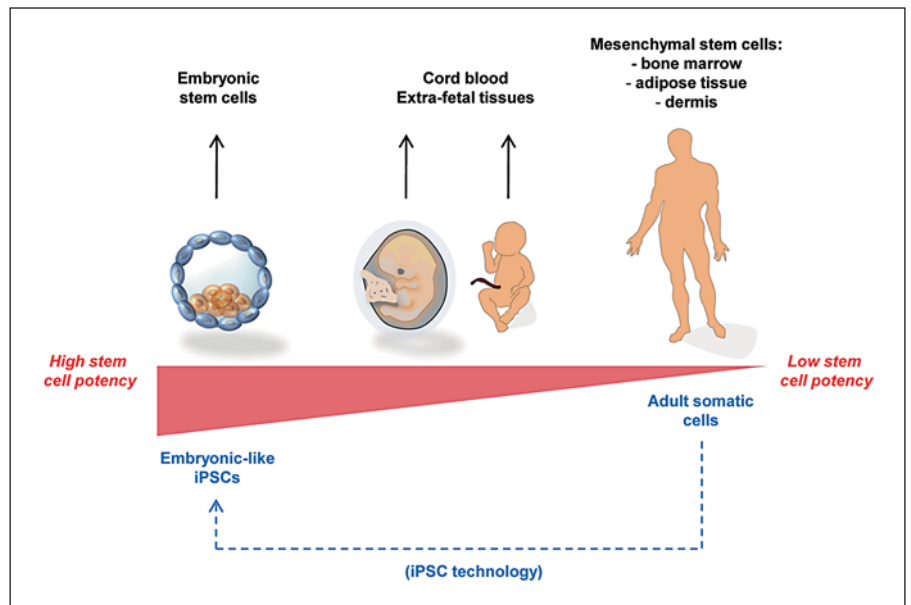 Embryonic
stem cells
Cord blood
Extra-fetal tissues
Mesenchymal stem cells:
- bone marrow
- adipose tissue
- dermis
High stem
cell potency
Low stem
cell potency
Adult somatic
cells
Embryonic-like
iPSCs
(iPSC technology)